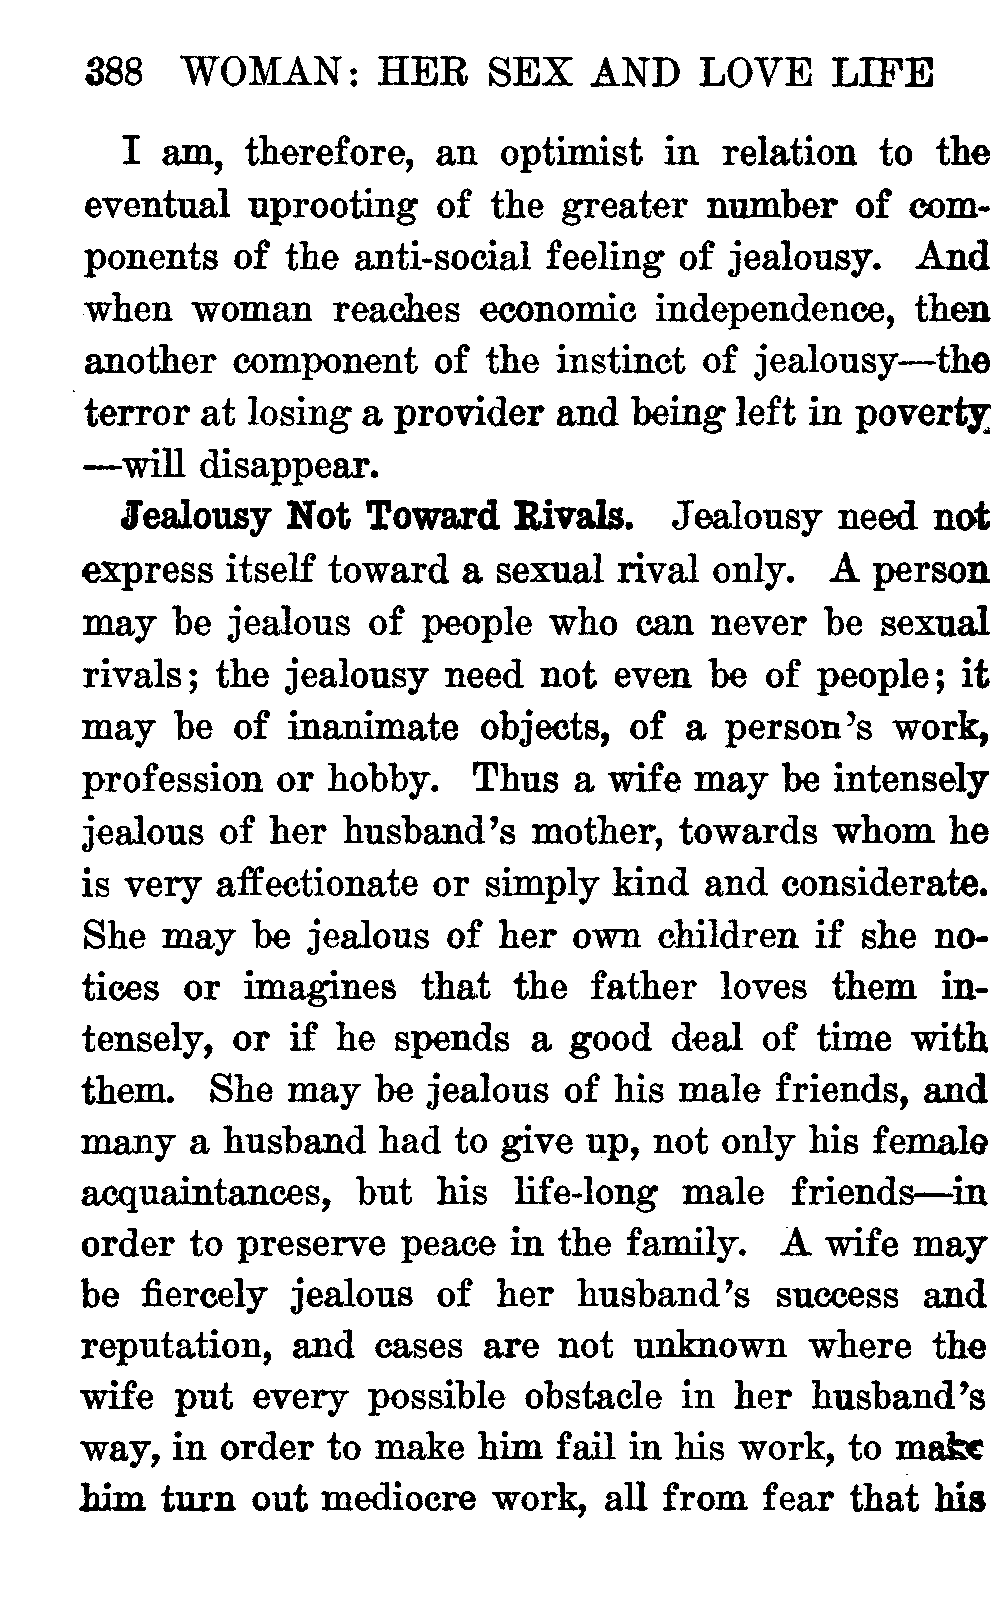 388 WOMAN: HER SEX AND LOVE LIFE
I am, therefore, an optimist in relation to the
eventual uprooting of the greater number of com-
ponents of the anti-social feeling of jealousy. And
when woman reaches economic independence, then
another component of the instinct of jealousy—the
terror at losing a provider and being left in poverty
—will disappear.
Jealousy Not Toward Rivals. Jealousy need not
express itself toward a sexual rival only. A person
may be jealous of people who can never be sexual
rivals; the jealousy need not even be of people; it
may be of inanimate objects, of a person's work,
profession or hobby. Thus a wife may be intensely
jealous of her husband's mother, towards whom he
is very affectionate or simply kind and considerate.
She may be jealous of her own children if she no-
tices or imagines that the father loves them in-
tensely, or if he spends a good deal of time with
them. She may be jealous of his male friends, and
many a husband had to give up, not only his female
acquaintances, but his life-long male friends—in
order to preserve peace in the family. A wife may
be fiercely jealous of her husband's success and
reputation, and cases are not unknown where the
wife put every possible obstacle in her husband's
way, in order to make him fail in his work, to make
him turn out mediocre work, all from fear that his